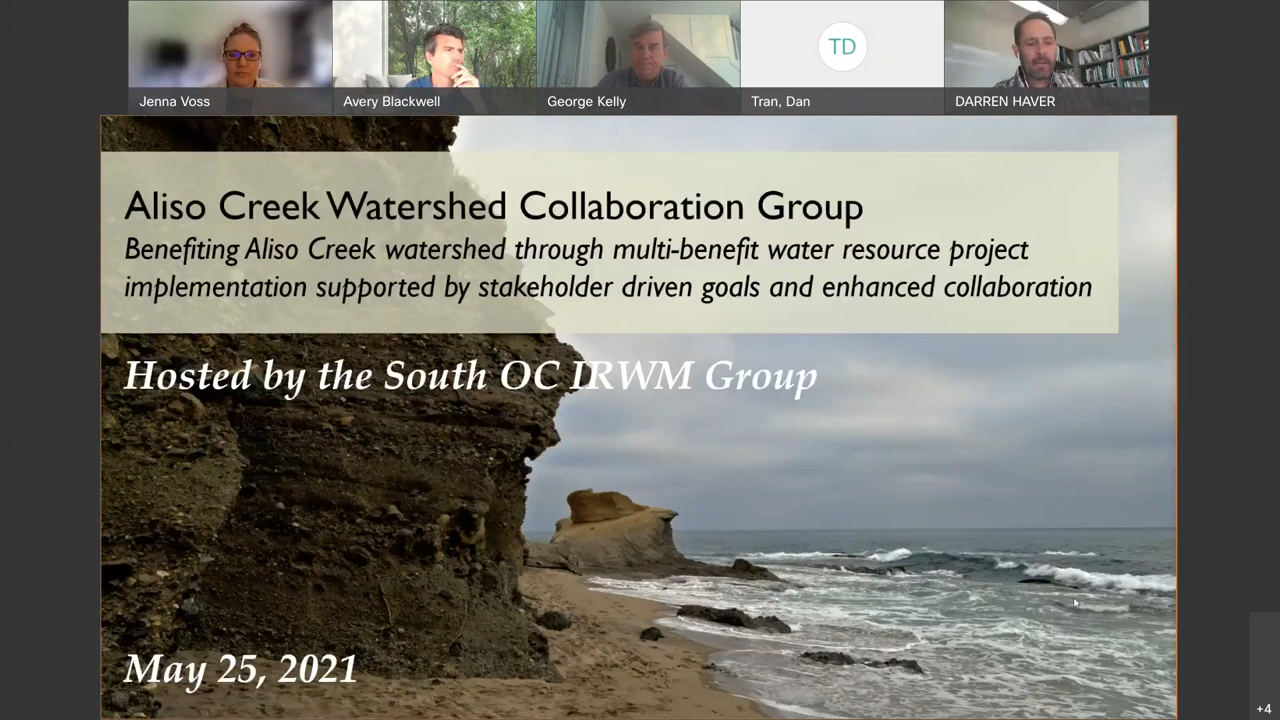 Jenna Voss
Avery Blackwell
George Kelly
TD
Tran, Dan
DARREN HAVER
Aliso Creek Watershed Collaboration Group
Benefiting Aliso Creek watershed through multi-benefit water resource project
implementation supported by stakeholder driven goals and enhanced collaboration
Hosted by the South OC IRWM Group
May 25, 2021
+4